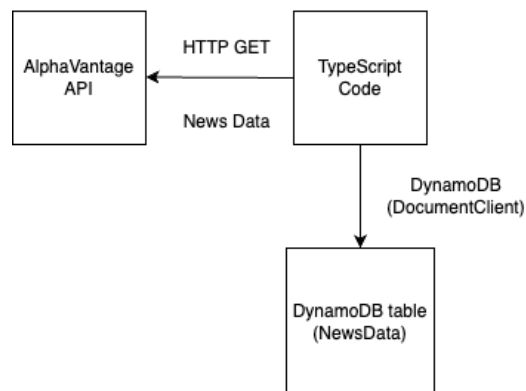 HTTP GET
AlphaVantage
API
TypeScript
Code
News Data
DynamoDB
(DocumentClient)
DynamoDB table
(NewsData)